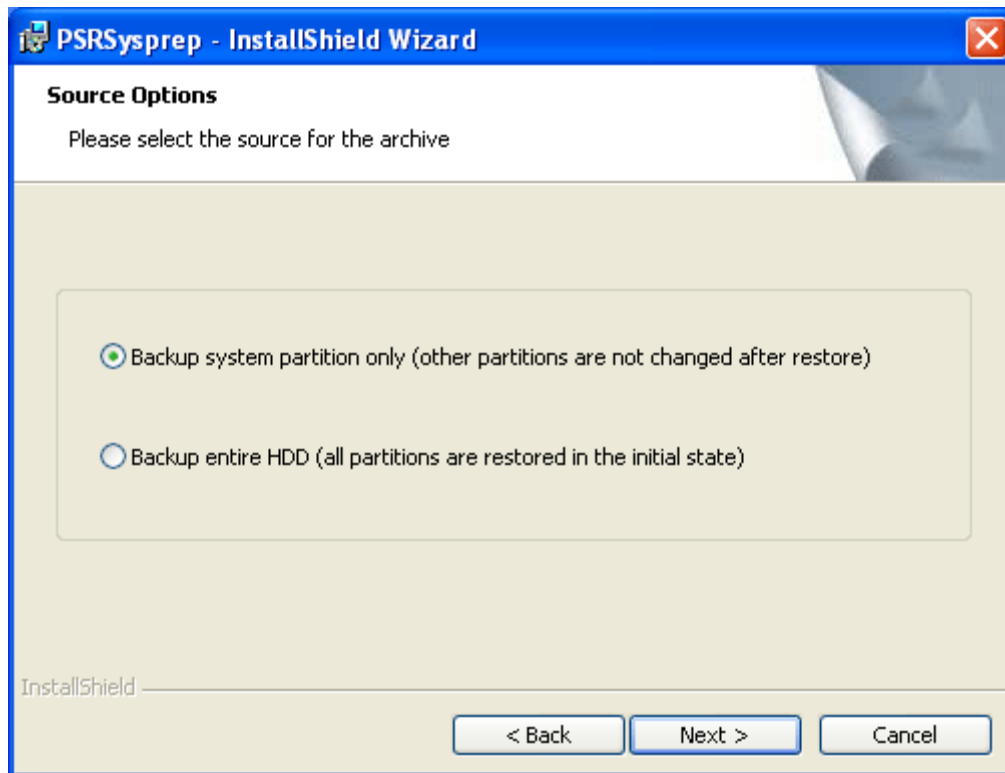 PSRSysprep - InstallShield Wizard
Source Options
Please select the source for the archive
Backup system partition only (other partitions are not changed after restore)
Backup entire HDD (all partitions are restored in the initial state)
InstallShield
< Back
Next >
Cancel